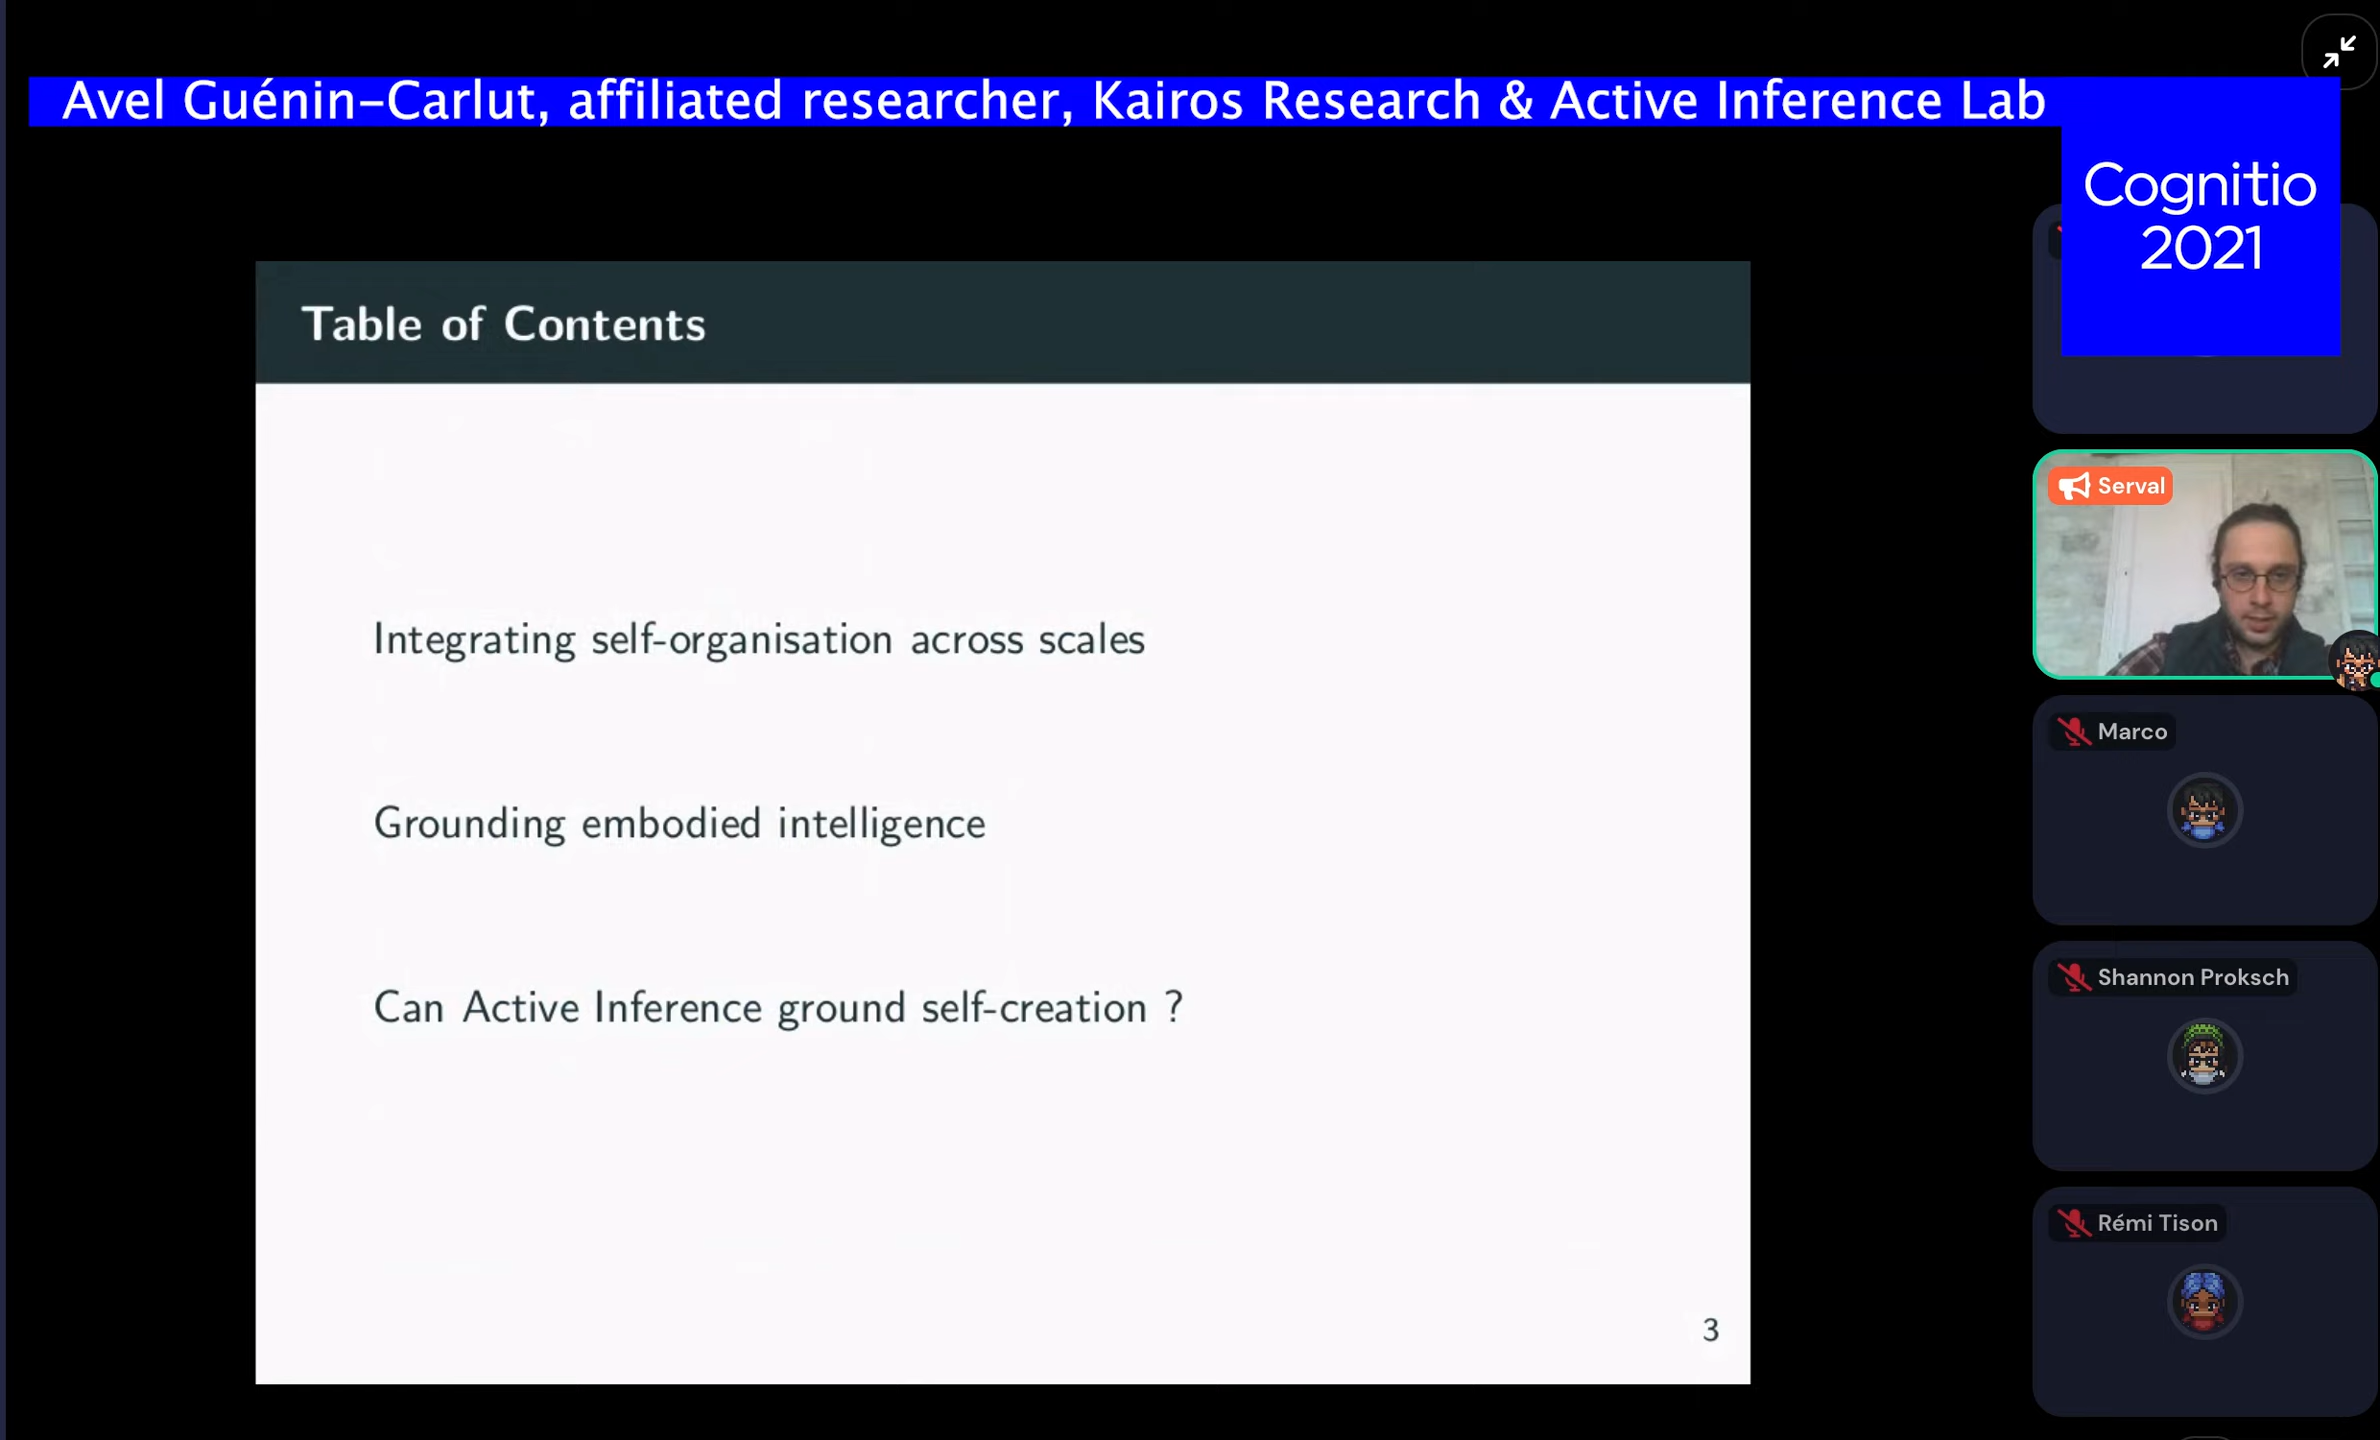 Avel Guénin-Carlut, affiliated researcher, Kairos Research & Active Inference Lab
Cognitio
2021
Table of Contents
Integrating self-organisation across scales
Grounding embodied intelligence
Can Active Inference ground self-creation ?
3
Serval
Marco
Shannon Proksch
Rémi Tison